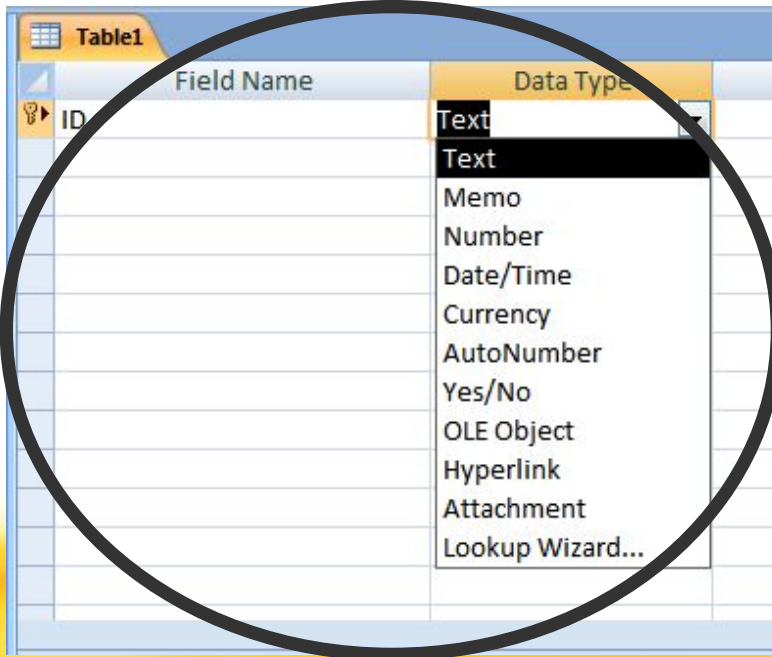 Table1
Field Name Data Type
ID Text
Text
Memo
Number
Date/Time
Currency
AutoNumber
Yes/No
OLE Object
Hyperlink
Attachment
Lookup Wizard...